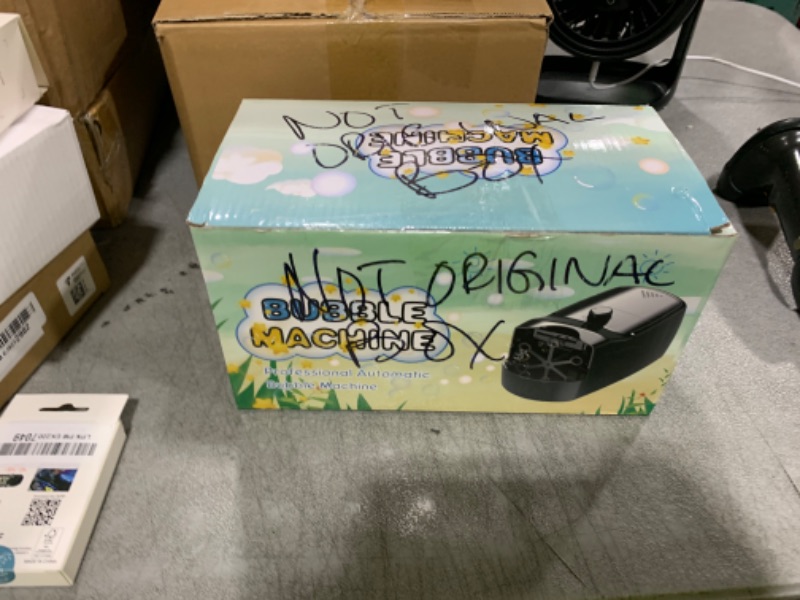 NOT
ORIGINAL
BUBBLE
MACHINE
BOX
NOT ORIGINAL
BOX
BUBBLE
MACHINE
Professional Automatic
Bubble Machine